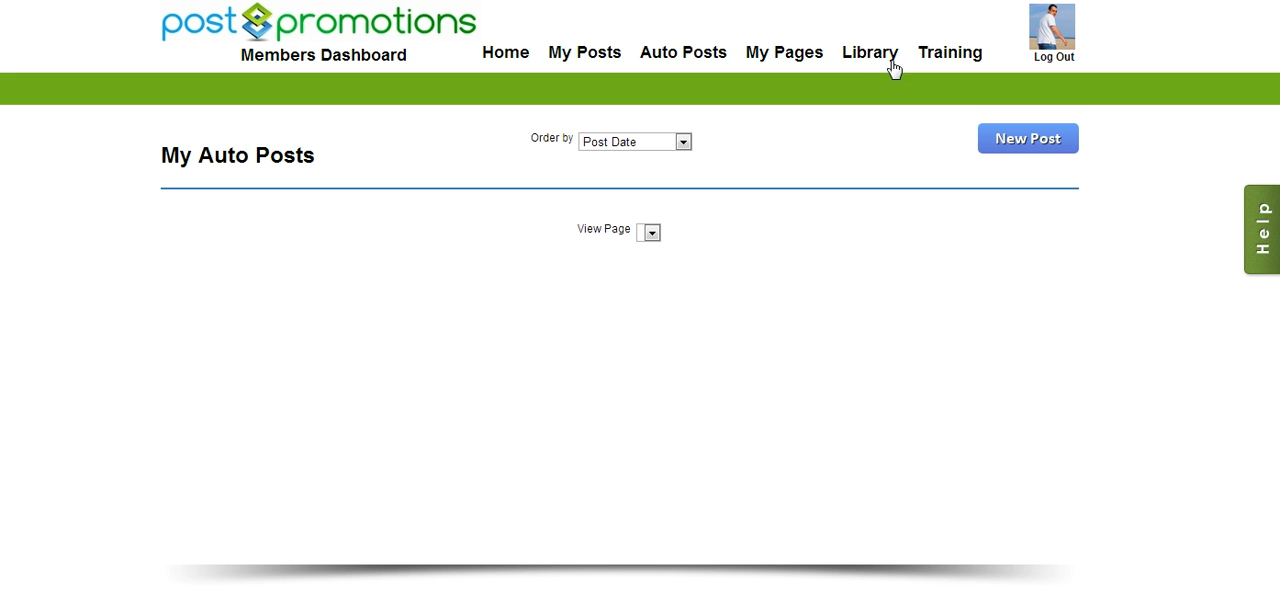 post promotions
Members Dashboard
Home My Posts Auto Posts My Pages Library Training
Log Out
My Auto Posts
Order by Post Date
New Post
Help
View Page